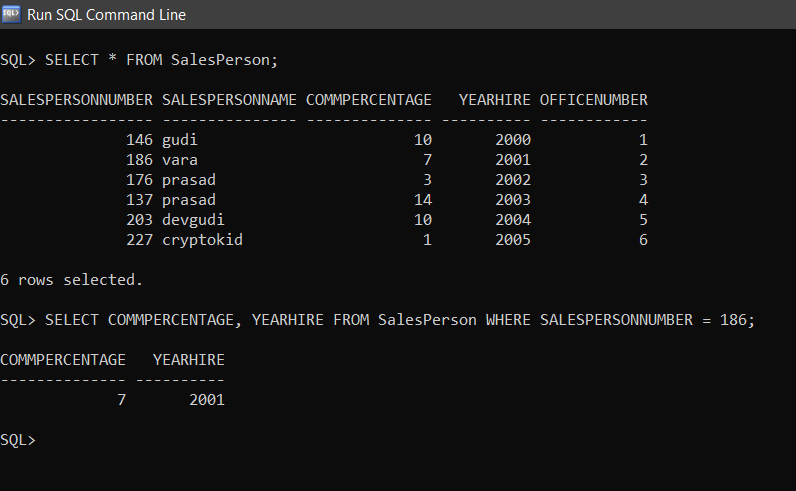 SQL> Run SQL Command Line
SQL> SELECT * FROM SalesPerson;
SALESPERSONNUMBER SALESPERSONNAME COMMPERCENTAGE   YEARHIRE OFFICENUMBER
----------------- --------------- -------------- ---------- ------------
              146 gudi                        10       2000            1
              186 vara                         7       2001            2
              176 prasad                       3       2002            3
              137 prasad                      14       2003            4
              203 devgudi                     10       2004            5
              227 cryptokid                    1       2005            6
6 rows selected.
SQL> SELECT COMMPERCENTAGE, YEARHIRE FROM SalesPerson WHERE SALESPERSONNUMBER = 186;
COMMPERCENTAGE   YEARHIRE
-------------- ----------
             7       2001
SQL>